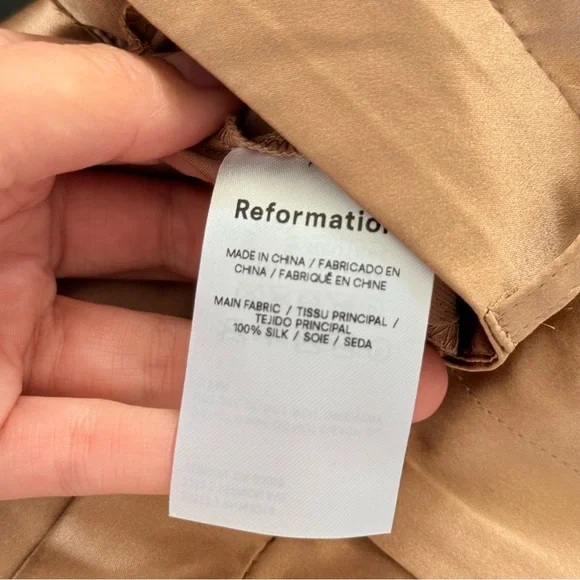 Reformation
MADE IN CHINA / FABRICADO EN
CHINA / FABRIQUÉ EN CHINE
MAIN FABRIC / TISSU PRINCIPAL /
TEJIDO PRINCIPAL
100% SILK / SOIE / SEDA